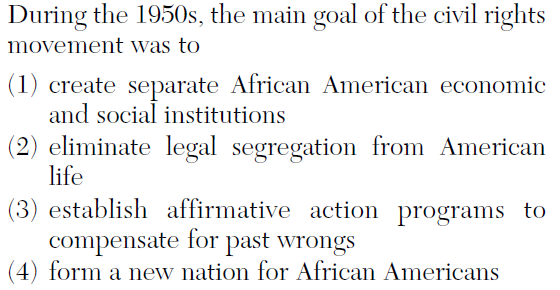 During the 1950s, the main goal of the civil rights
movement was to
(1) create separate African American economic
and social institutions
(2) eliminate legal segregation from American
life
(3) establish affirmative action programs to
compensate for past wrongs
(4) form a new nation for African Americans